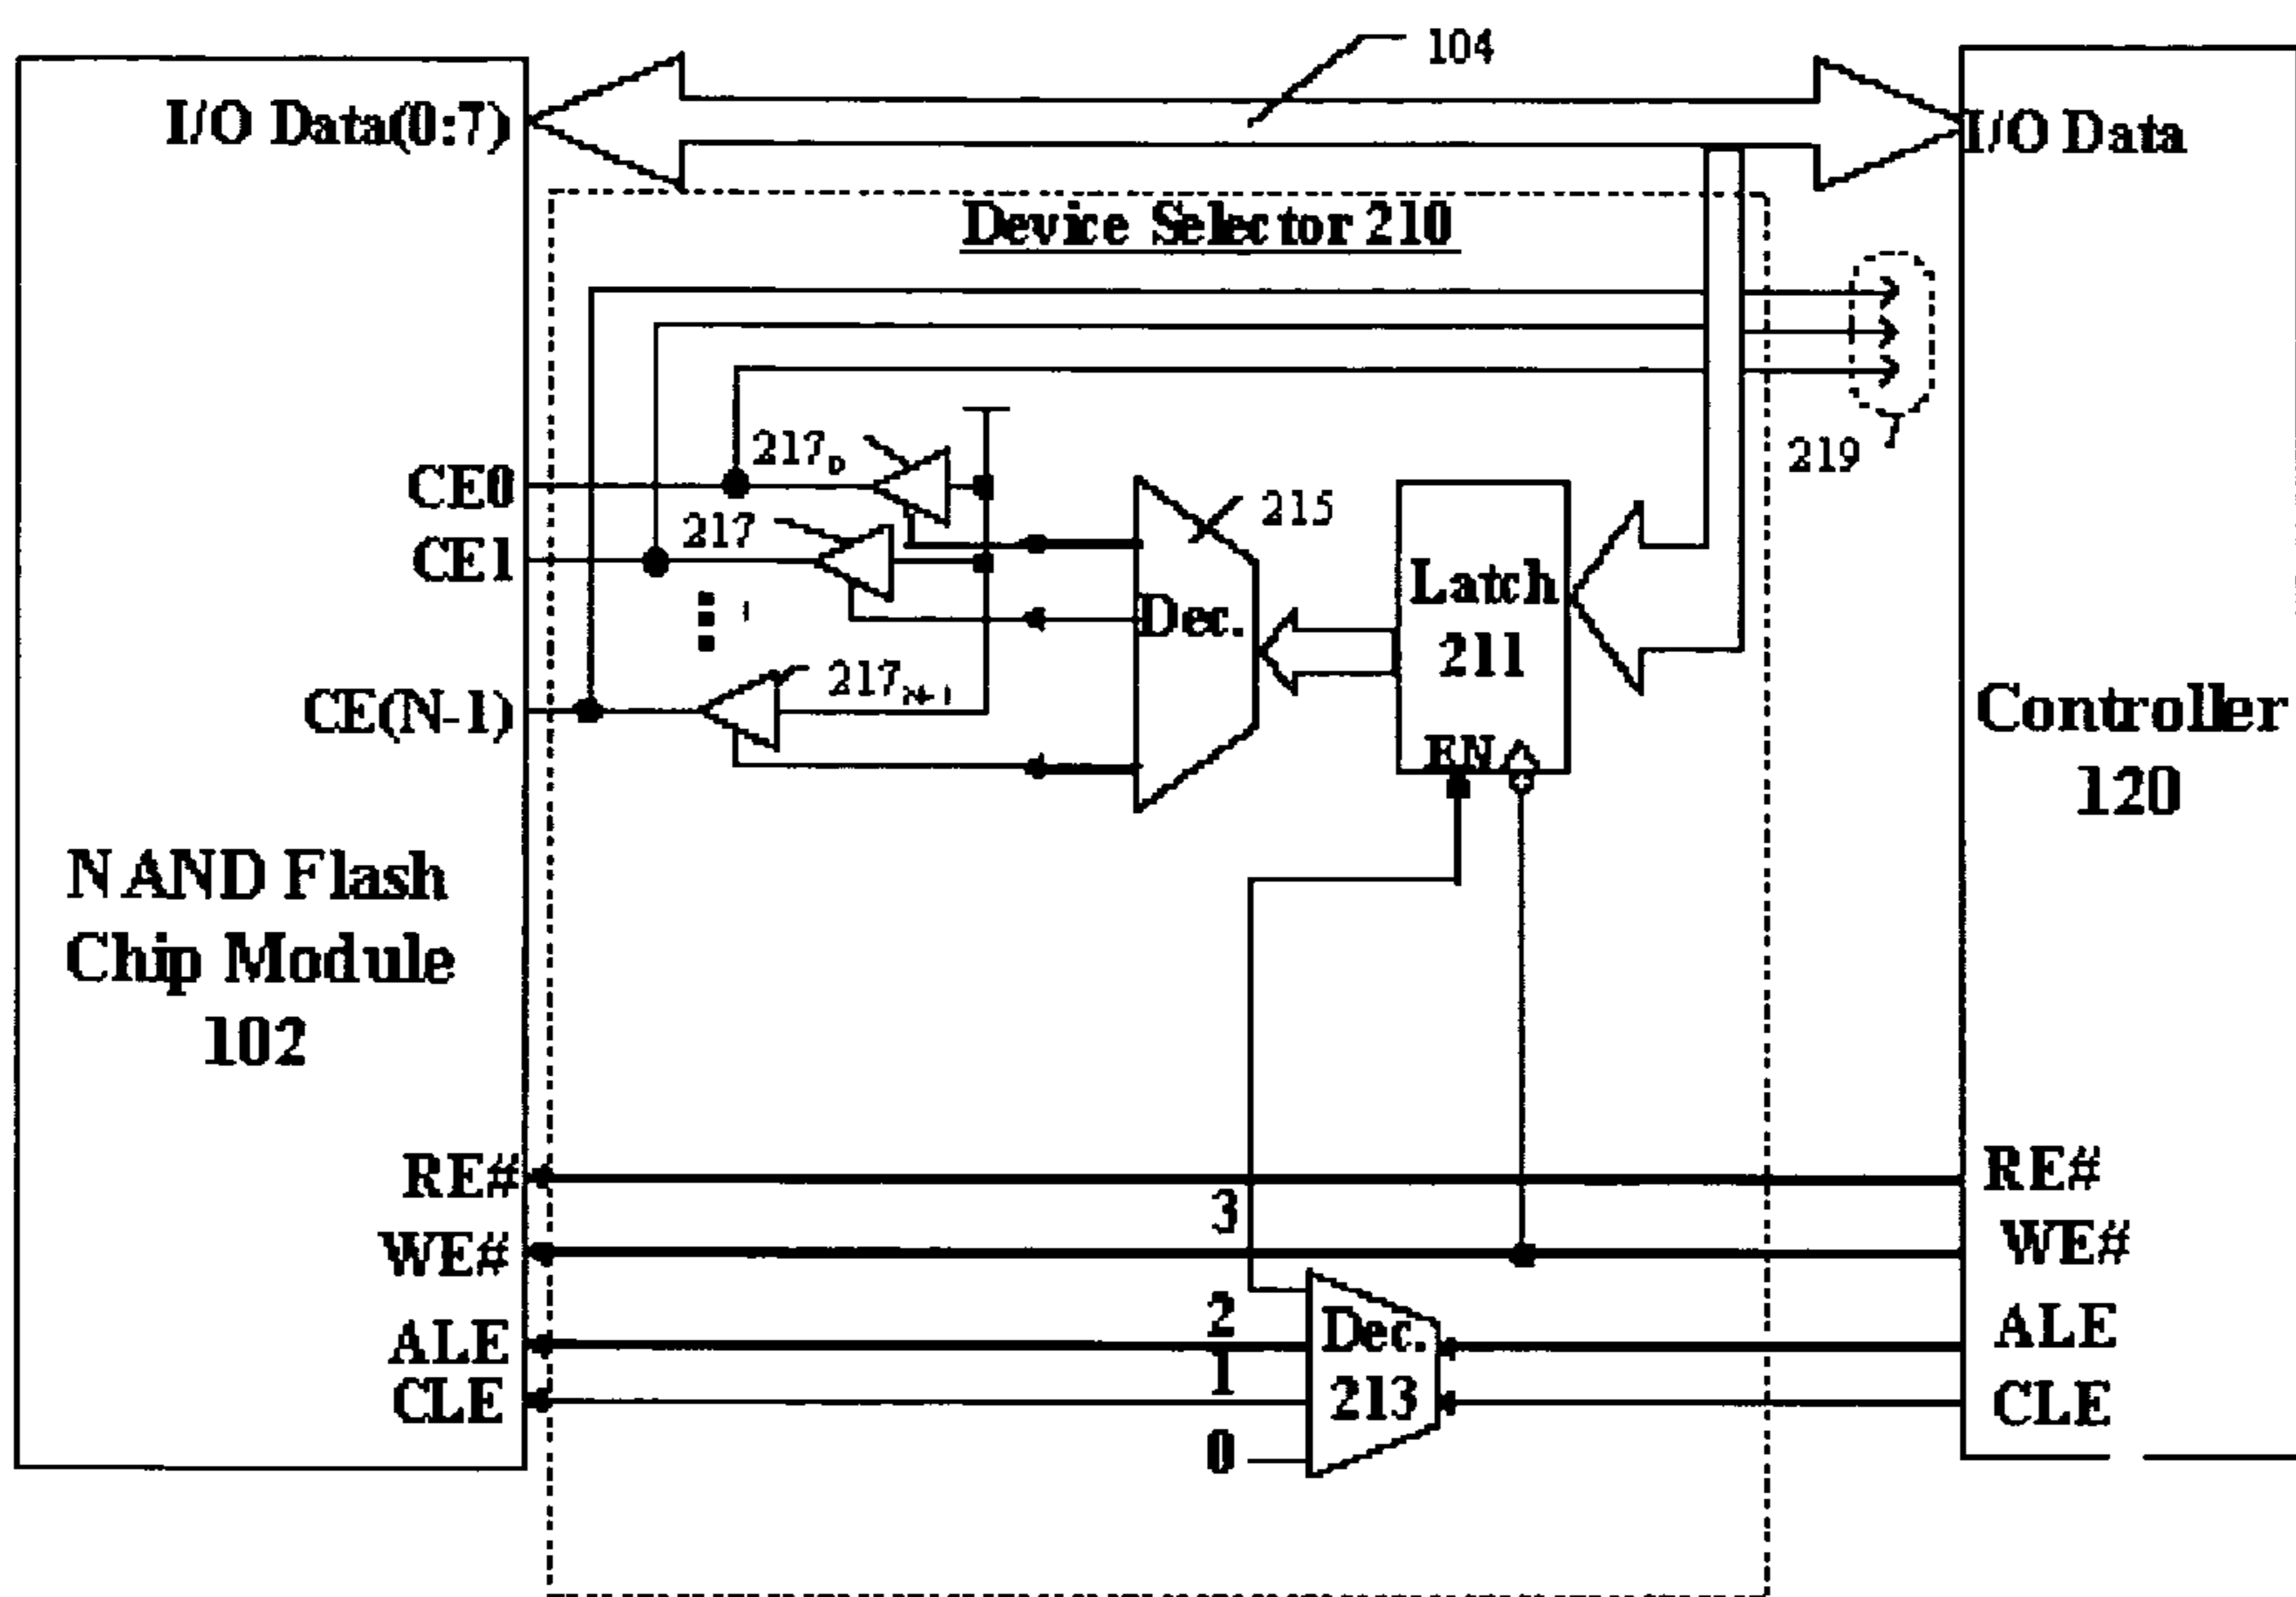 104
I/O Data(0:7)
I/O Data
Device Selector 210
219
217₀
CE0
215
217
CE1
Latch
211
Dec.
217
CE(N-1)
EN
Controller
120
NAND Flash
Chip Module
102
RE#
RE#
3
WE#
WE#
2
ALE
Dec.
ALE
1
CLE
213
CLE
0